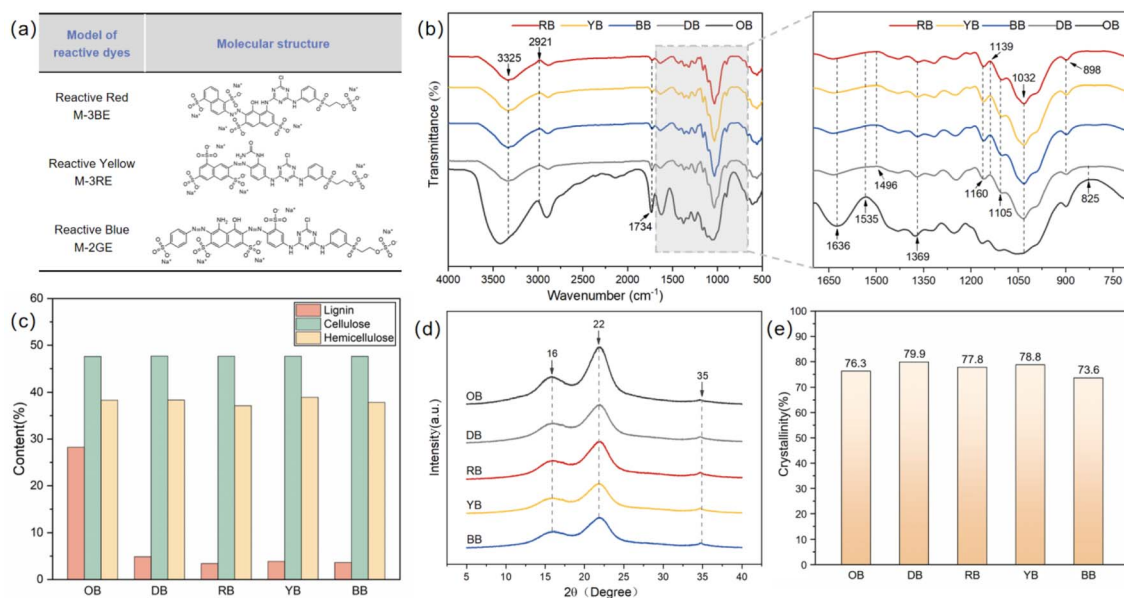 (a)
Model of
reactive dyes
Molecular structure
Reactive Red
M-3BE
Reactive Yellow
M-3RE
Reactive Blue
M-2GE
(b)
RB YB BB DB OB
3325
2921
1734
Transmittance (%)
4000 3500 3000 2500 2000 1500 1000 500
Wavenumber (cm⁻¹)
RB YB BB DB OB
1139
1032
898
1496
1160
1105
825
1535
1636
1369
1650 1500 1350 1200 1050 900 750
(c)
Lignin
Cellulose
Hemicellulose
Content(%)
60
50
40
30
20
10
0
OB DB RB YB BB
(d)
22
16
35
OB
DB
RB
YB
BB
Intensity(a.u.)
5 10 15 20 25 30 35 40
2θ（Degree）
(e)
Crystallinity(%)
100
90
80
70
60
50
40
30
20
10
0
76.3 79.9 77.8 78.8 73.6
OB DB RB YB BB